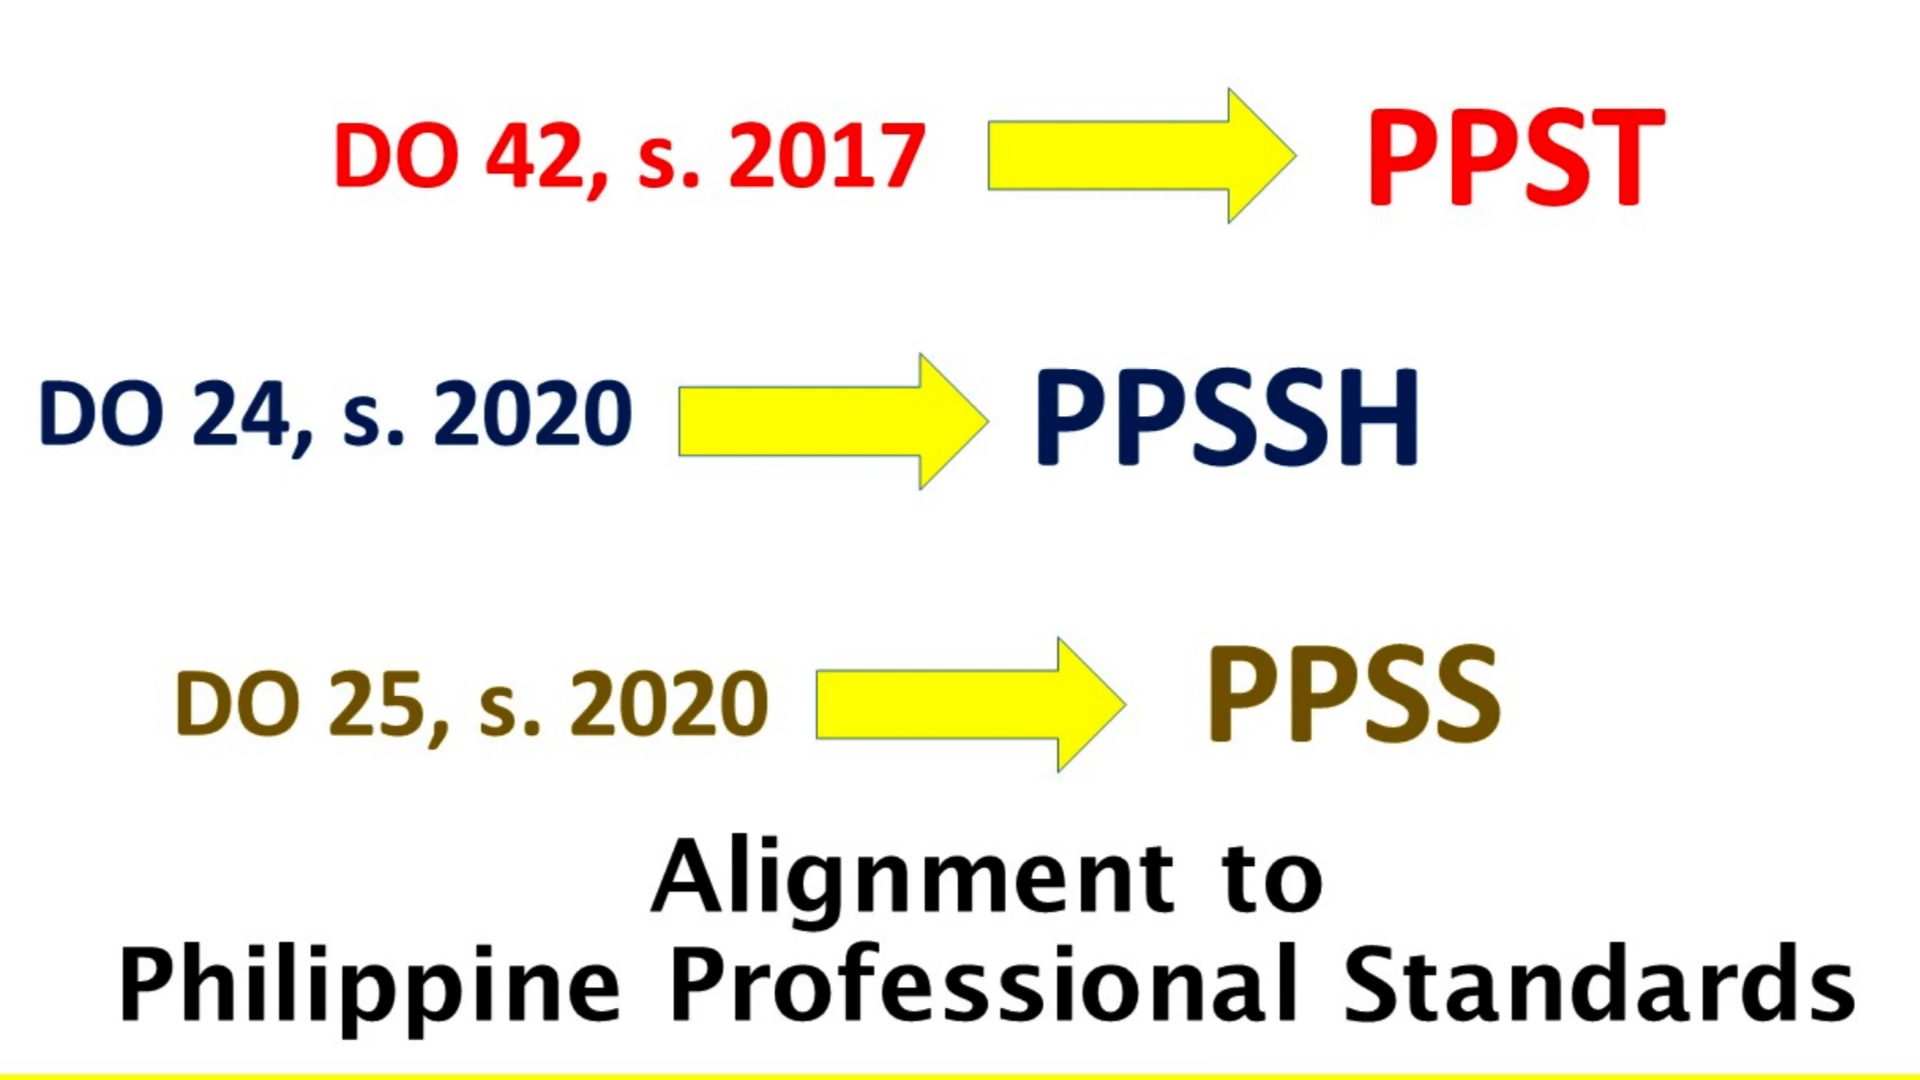 DO 42, s. 2017 PPST
DO 24, s. 2020 PPSSH
DO 25, s. 2020 PPSS
Alignment to
Philippine Professional Standards